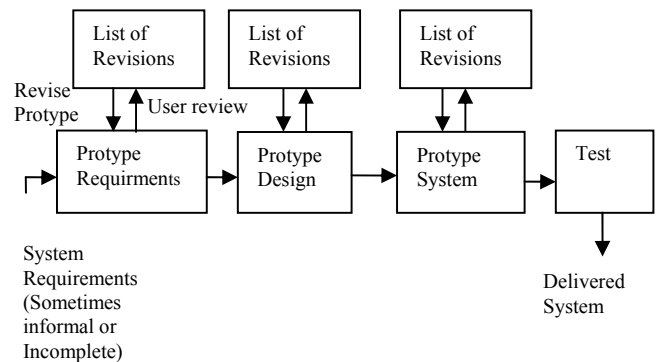 List of
Revisions
List of
Revisions
List of
Revisions
Revise
Protype
User review
Protype
Requirments
Protype
Design
Protype
System
Test
System
Requirements
(Sometimes
informal or
Incomplete)
Delivered
System